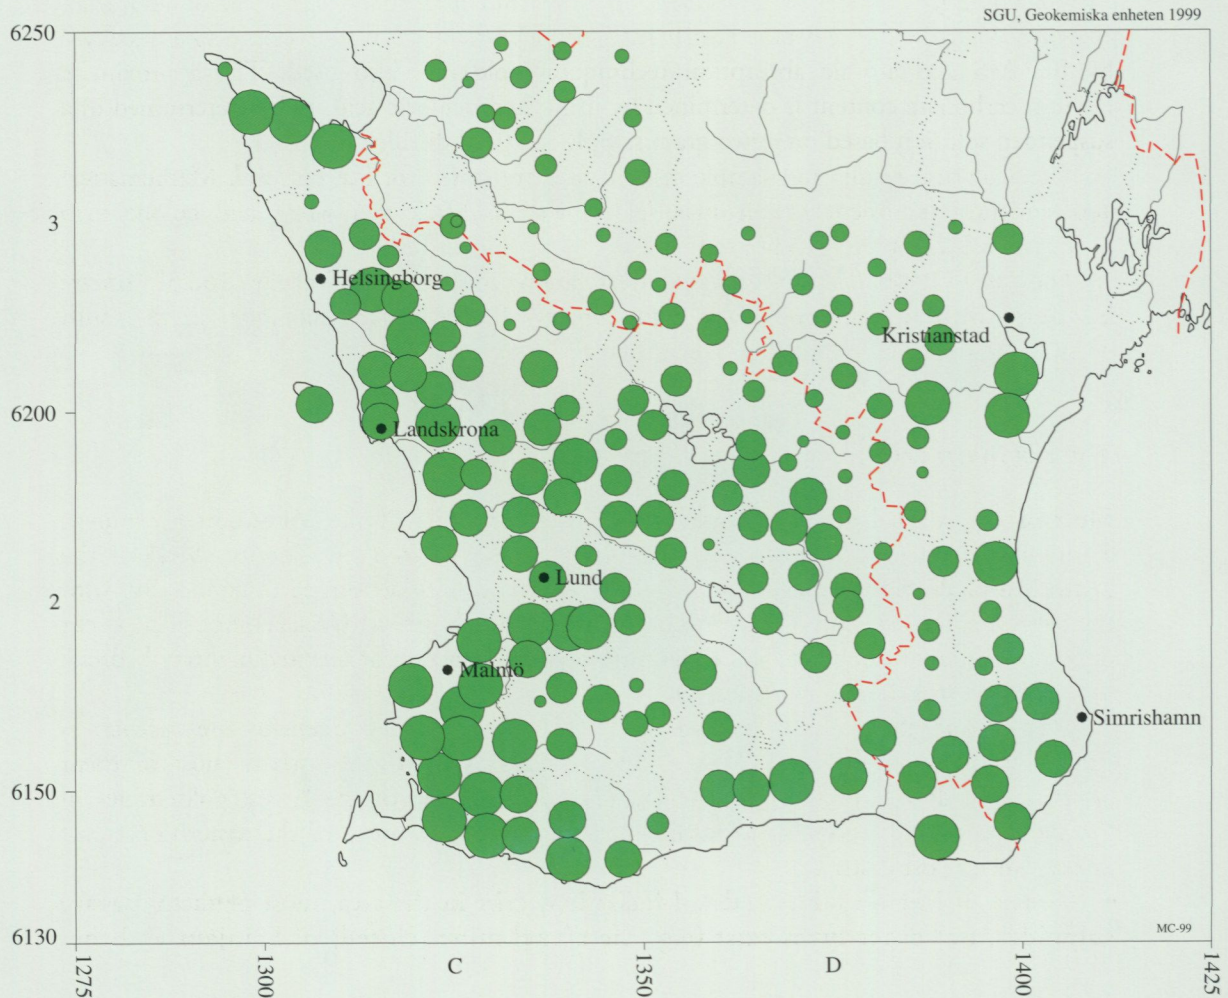 SGU, Geokemiska enheten 1999
6250
3
Helsingborg
Kristianstad
6200
Landskrona
Lund
2
Malmö
Simrishamn
6150
MC-99
6130
1275
1300
C
1350
D
1400
1425